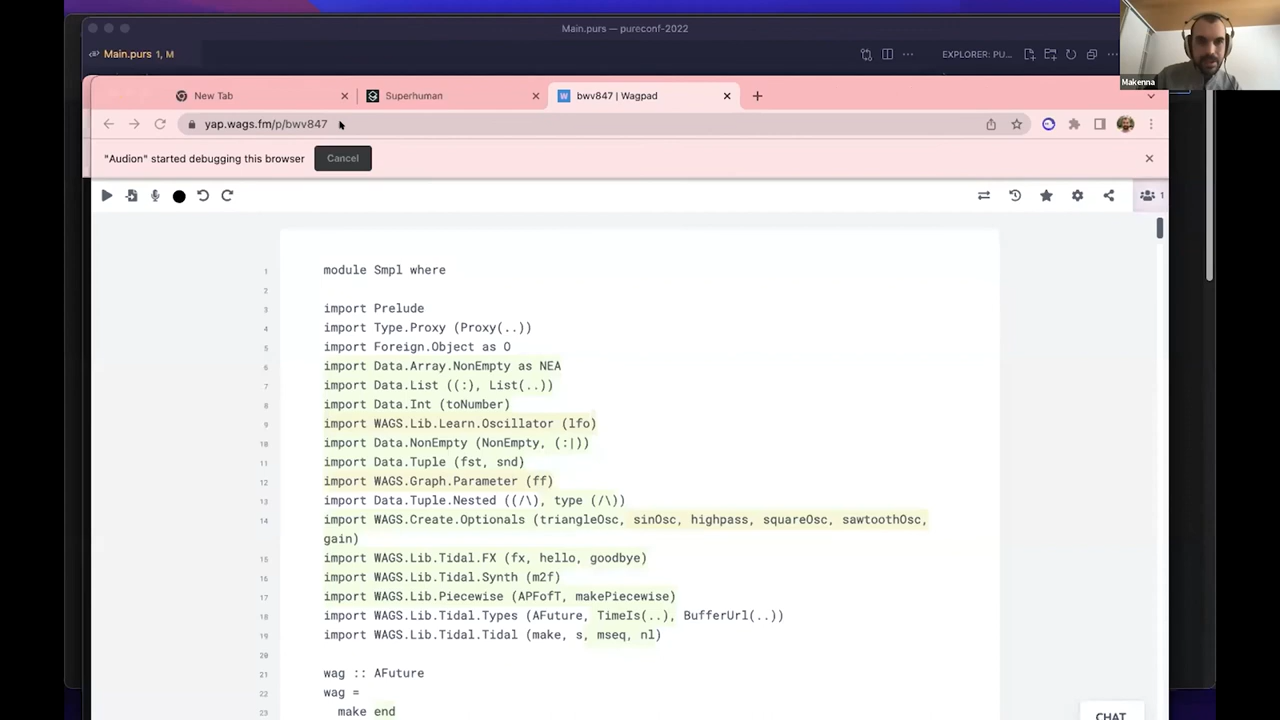 Main.purs — pureconf-2022
Main.purs 1, M
EXPLORER: PU...
Makenna
New Tab
Superhuman
bwv847 | Wagpad
yap.wags.fm/p/bwv847
"Audion" started debugging this browser
Cancel
1
1 module Smpl where
2
3 import Prelude
4 import Type.Proxy (Proxy(..))
5 import Foreign.Object as O
6 import Data.Array.NonEmpty as NEA
7 import Data.List ((:), List(..))
8 import Data.Int (toNumber)
9 import WAGS.Lib.Learn.Oscillator (lfo)
10 import Data.NonEmpty (NonEmpty, (:|))
11 import Data.Tuple (fst, snd)
12 import WAGS.Graph.Parameter (ff)
13 import Data.Tuple.Nested ((/\), type (/\))
14 import WAGS.Create.Optionals (triangleOsc, sinOsc, highpass, squareOsc, sawtoothOsc,
gain)
15 import WAGS.Lib.Tidal.FX (fx, hello, goodbye)
16 import WAGS.Lib.Tidal.Synth (m2f)
17 import WAGS.Lib.Piecewise (APFofT, makePiecewise)
18 import WAGS.Lib.Tidal.Types (AFuture, TimeIs(..), BufferUrl(..))
19 import WAGS.Lib.Tidal.Tidal (make, s, mseq, nl)
20
21 wag :: AFuture
22 wag =
23 make end
CHAT